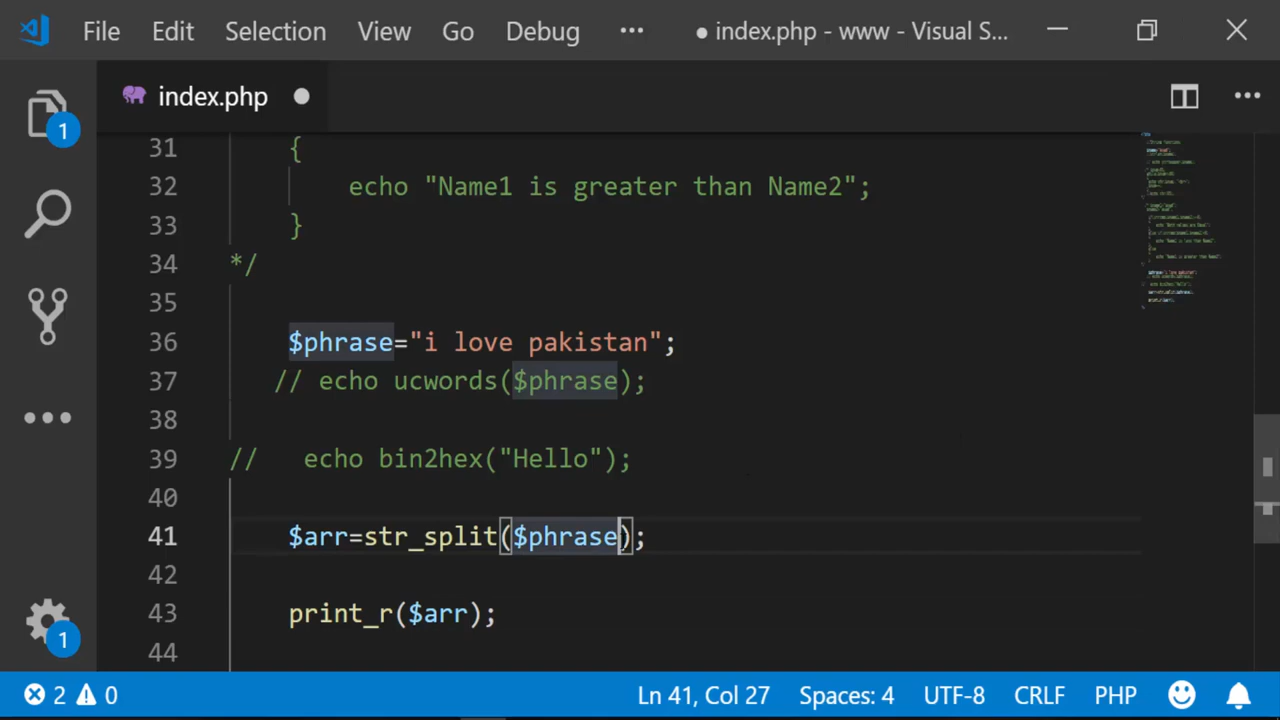 File Edit Selection View Go Debug ··· ● index.php - www - Visual S...
index.php ●
31 {
32 echo "Name1 is greater than Name2";
33 }
34 */
35
36 $phrase="i love pakistan";
37 // echo ucwords($phrase);
38
39 // echo bin2hex("Hello");
40
41 $arr=str_split($phrase);
42
43 print_r($arr);
44
1
1
2 0 Ln 41, Col 27 Spaces: 4 UTF-8 CRLF PHP